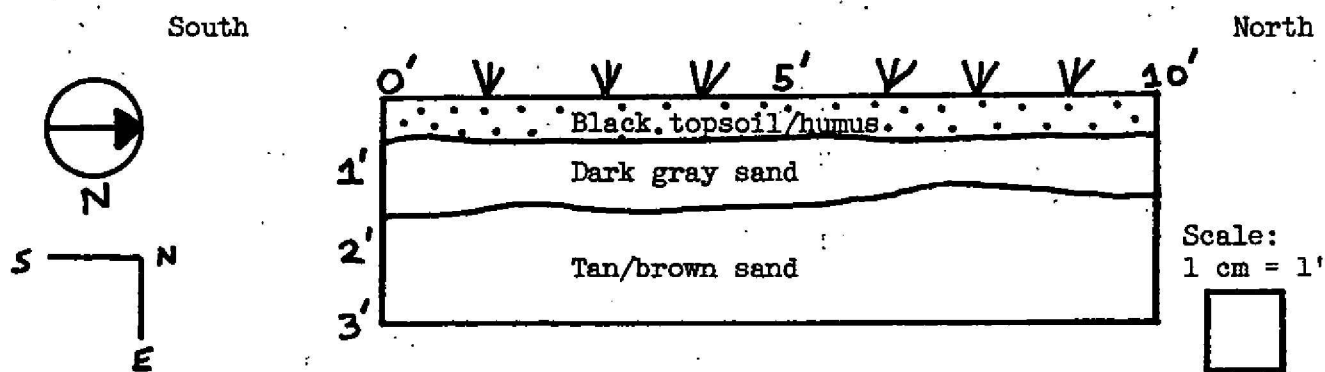 South
North
0'
5'
10'
Black topsoil/humus
1'
Dark gray sand
N
2'
Tan/brown sand
Scale:
1 cm = 1'
S
N
3'
E